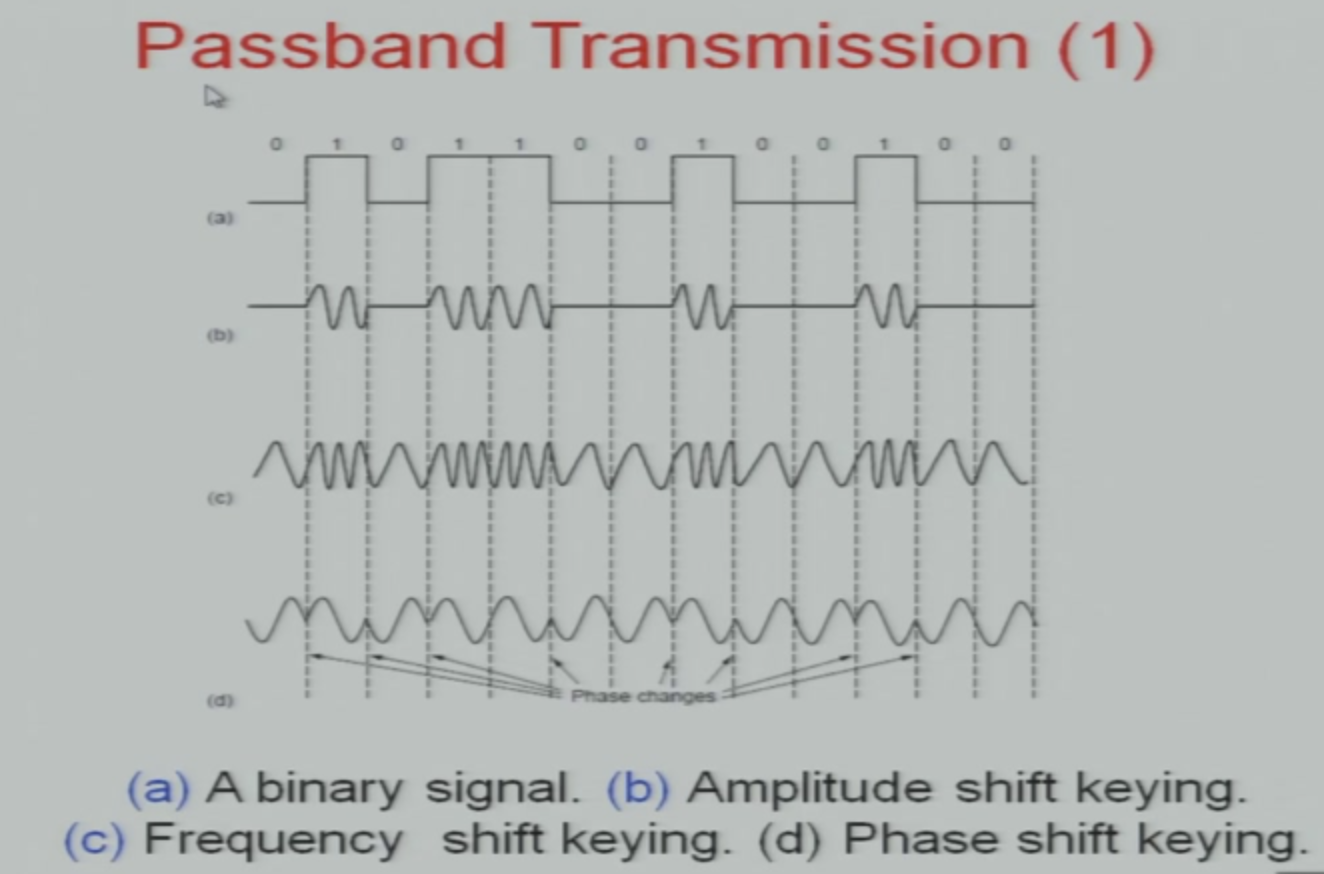 Passband Transmission (1)
0 1 0 1 1 0 0 1 0 0 1 0 0
(a)
(b)
(c)
Phase changes
(d)
(a) A binary signal. (b) Amplitude shift keying.
(c) Frequency shift keying. (d) Phase shift keying.